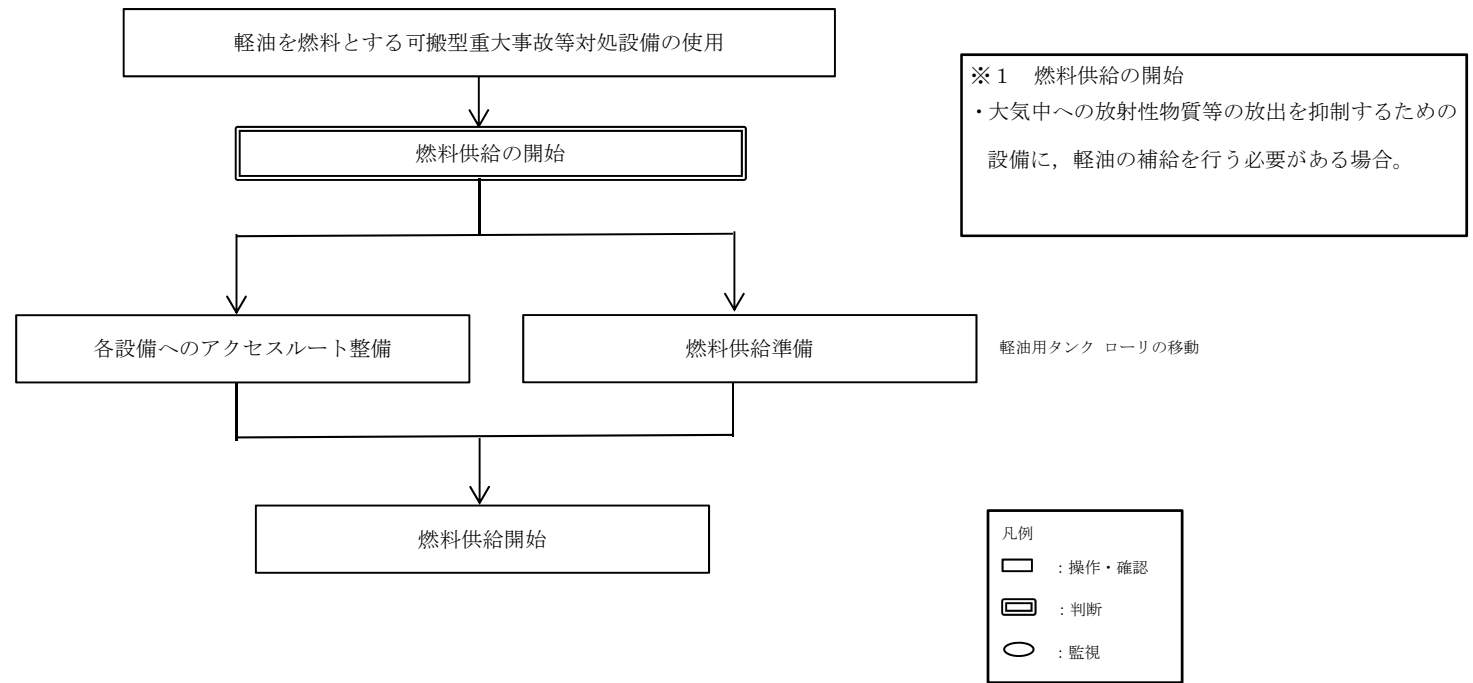 軽油を燃料とする可搬型重大事故等対処設備の使用
※1 燃料供給の開始
・大気中への放射性物質等の放出を抑制するための
設備に，軽油の補給を行う必要がある場合。
燃料供給の開始
各設備へのアクセスルート整備
燃料供給準備
軽油用タンク ローリの移動
燃料供給開始
凡例
：操作・確認
：判断
：監視